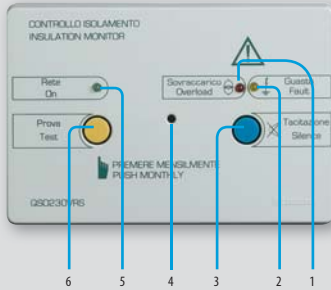 CONTROLLO ISOLAMENTO
INSULATION MONITOR
Rete
On
Sovraccarico
Overload
Guasto
Fault
Prova
Test
Tacitazione
Silence
PREMERE MENSILMENTE
PUSH MONTHLY
QSD230VRS
6 5 4 3 2 1